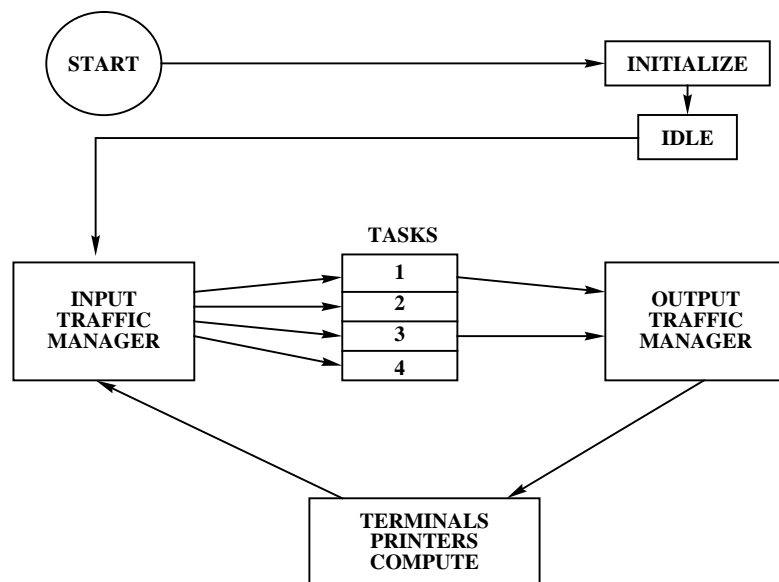 START
INITIALIZE
IDLE
TASKS
INPUT
TRAFFIC
MANAGER
1
2
3
4
OUTPUT
TRAFFIC
MANAGER
TERMINALS
PRINTERS
COMPUTE